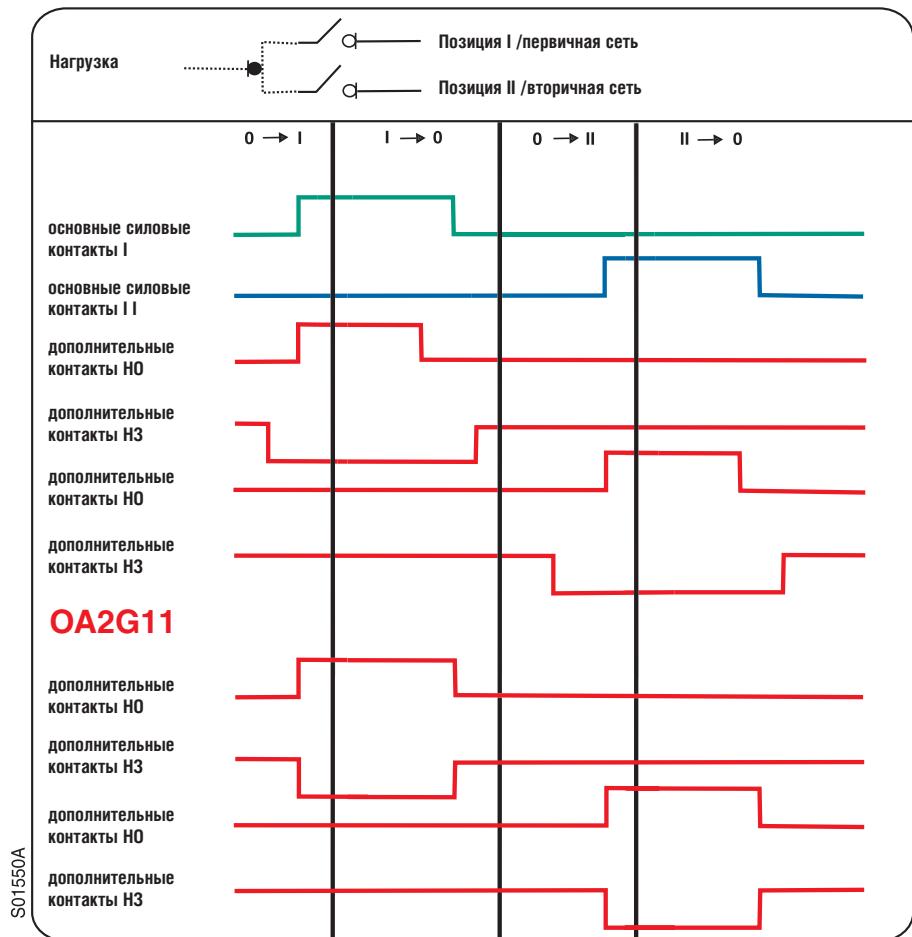 Нагрузка
Позиция I /первичная сеть
Позиция II /вторичная сеть
0 → I
I → 0
0 → II
II → 0
основные силовые
контакты I
основные силовые
контакты I I
дополнительные
контакты НО
дополнительные
контакты НЗ
дополнительные
контакты НО
дополнительные
контакты НЗ
OA2G11
дополнительные
контакты НО
дополнительные
контакты НЗ
дополнительные
контакты НО
дополнительные
контакты НЗ
S01550A